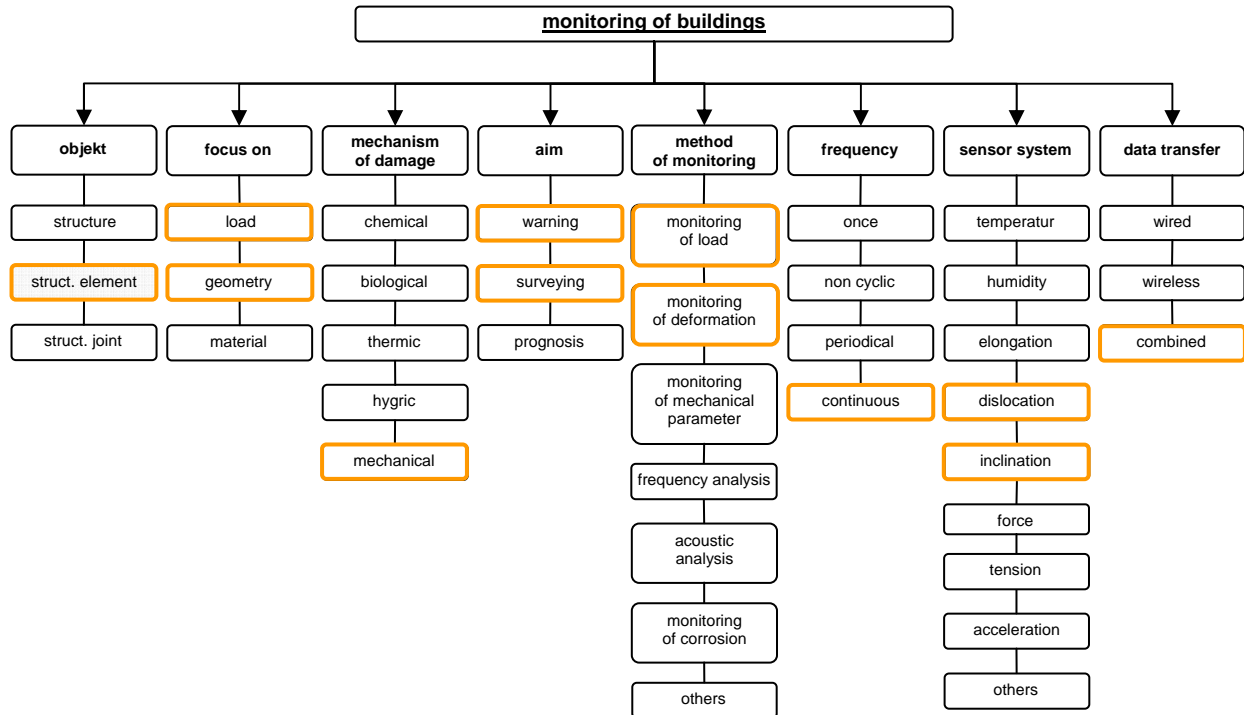 monitoring of buildings
objekt
focus on
mechanism
of damage
aim
method
of monitoring
frequency
sensor system
data transfer
structure
struct. element
struct. joint
load
geometry
material
chemical
biological
thermic
hygric
mechanical
warning
surveying
prognosis
monitoring
of load
monitoring
of deformation
monitoring
of mechanical
parameter
frequency analysis
acoustic
analysis
monitoring
of corrosion
others
once
non cyclic
periodical
continuous
temperatur
humidity
elongation
dislocation
inclination
force
tension
acceleration
others
wired
wireless
combined